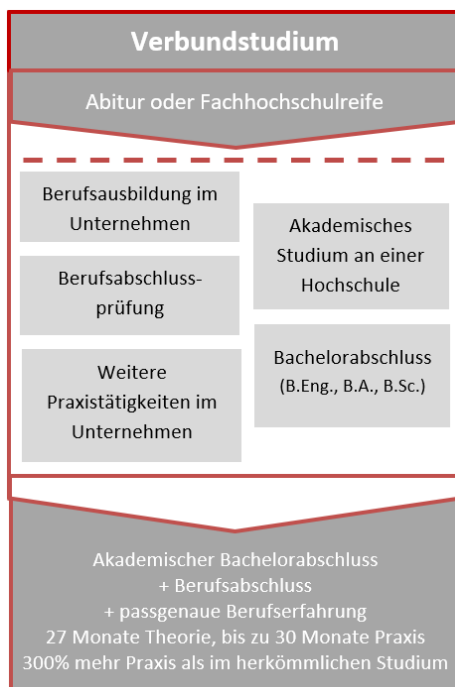 Verbundstudium
Abitur oder Fachhochschulreife
Berufsausbildung im
Unternehmen
Berufsabschluss-
prüfung
Weitere
Praxistätigkeiten im
Unternehmen
Akademisches
Studium an einer
Hochschule
Bachelorabschluss
(B.Eng., B.A., B.Sc.)
Akademischer Bachelorabschluss
+ Berufsabschluss
+ passgenaue Berufserfahrung
27 Monate Theorie, bis zu 30 Monate Praxis
300% mehr Praxis als im herkömmlichen Studium